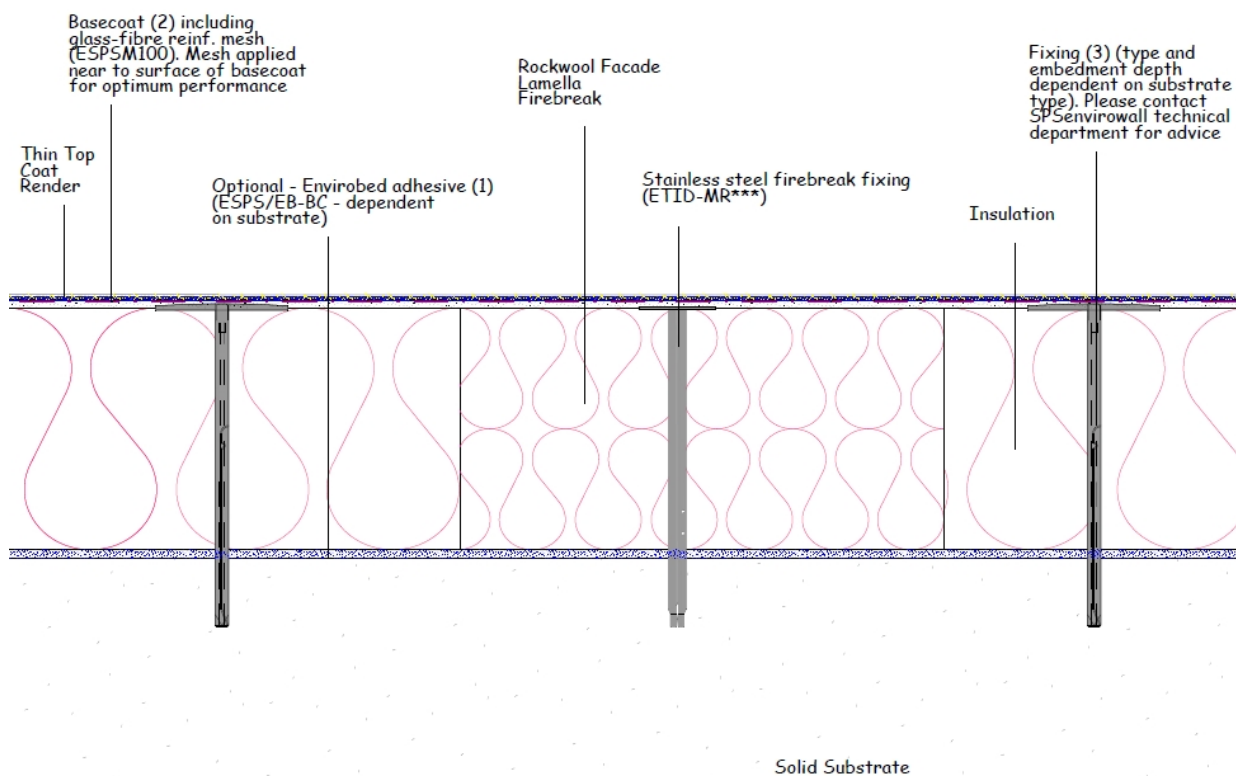 Basecoat (2) including
glass-fibre reinf. mesh
(ESPSM100). Mesh applied
near to surface of basecoat
for optimum performance
Rockwool Facade
Lamella
Firebreak
Fixing (3) (type and
embedment depth
dependent on substrate
type). Please contact
SPSenvirowall technical
department for advice
Thin Top
Coat
Render
Optional - Envirobed adhesive (1)
(ESPS/EB-BC - dependent
on substrate)
Stainless steel firebreak fixing
(ETID-MR***)
Insulation
Solid Substrate